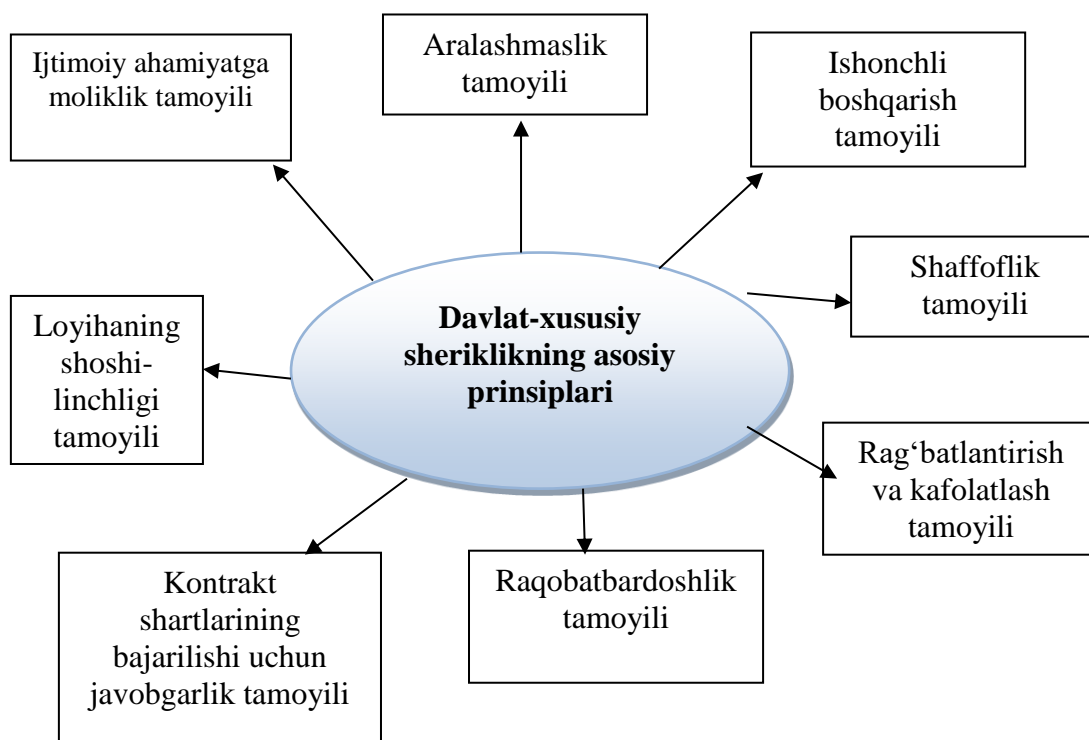 Ijtimoiy ahamiyatga
moliklik tamoyili
Aralashmaslik
tamoyili
Ishonchli
boshqarish
tamoyili
Shaffoflik
tamoyili
Loyihaning
shoshi-
linchligi
tamoyili
Davlat-xususiy
sheriklikning asosiy
prinsiplari
Rag‘batlantirish
va kafolatlash
tamoyili
Kontrakt
shartlarining
bajarilishi uchun
javobgarlik tamoyili
Raqobatbardoshlik
tamoyili